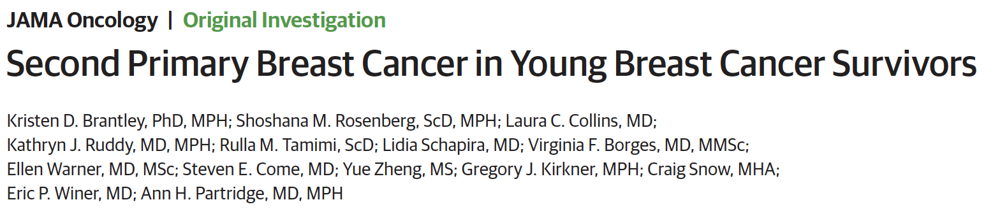 JAMA Oncology | Original Investigation
Second Primary Breast Cancer in Young Breast Cancer Survivors
Kristen D. Brantley, PhD, MPH; Shoshana M. Rosenberg, ScD, MPH; Laura C. Collins, MD;
Kathryn J. Ruddy, MD, MPH; Rulla M. Tamimi, ScD; Lidia Schapira, MD; Virginia F. Borges, MD, MMSc;
Ellen Warner, MD, MSc; Steven E. Come, MD; Yue Zheng, MS; Gregory J. Kirkner, MPH; Craig Snow, MHA;
Eric P. Winer, MD; Ann H. Partridge, MD, MPH